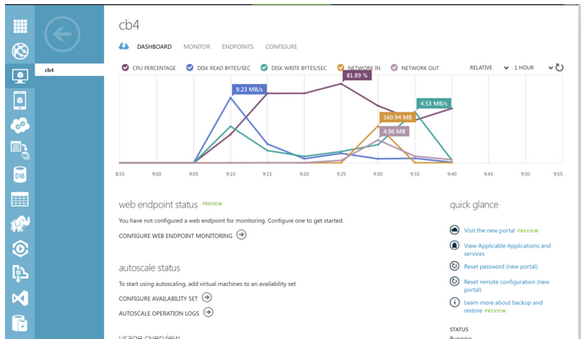 cb4
cb4
DASHBOARD MONITOR ENDPOINTS CONFIGURE
CPU PERCENTAGE DISK READ BYTES/SEC DISK WRITE BYTES/SEC NETWORK IN NETWORK OUT RELATIVE 1 HOUR
81.89 %
9.23 MB/s
4.53 MB/s
160.94 MB
4.96 MB
8:55 9:00 9:05 9:10 9:15 9:20 9:25 9:30 9:35 9:40 9:45 9:50 9:55
web endpoint status PREVIEW
You have not configured a web endpoint for monitoring. Configure one to get started.
CONFIGURE WEB ENDPOINT MONITORING
autoscale status
To start using autoscaling, add virtual machines to an availability set
CONFIGURE AVAILABILITY SET
AUTOSCALE OPERATION LOGS
usage overview
quick glance
Visit the new portal PREVIEW
View Applicable Applications and
services
Reset password (new portal)
Reset remote configuration (new
portal)
Learn more about backup and
restore PREVIEW
STATUS
Running
DB